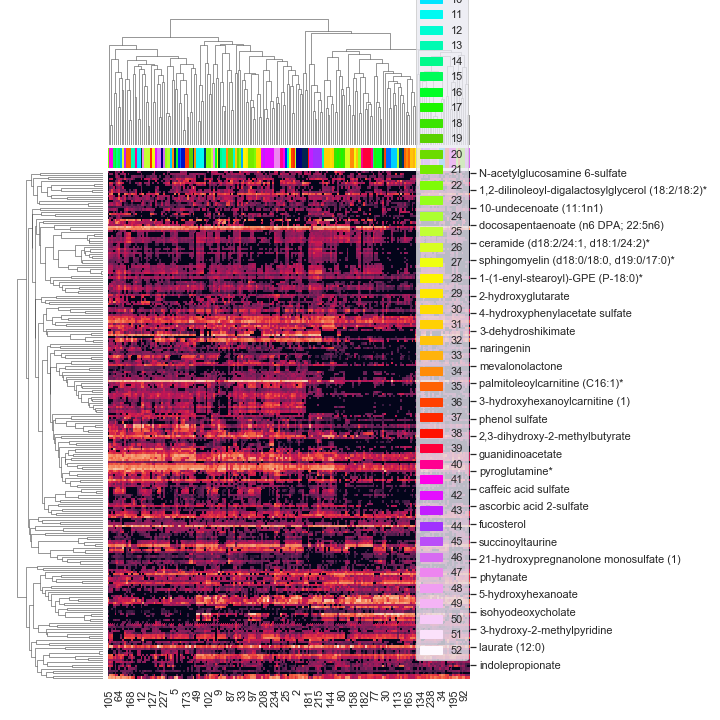 11
12
13
14
15
16
17
18
19
20
21
22
23
24
25
26
27
28
29
30
31
32
33
34
35
36
37
38
39
40
41
42
43
44
45
46
47
48
49
50
51
52
N-acetylglucosamine 6-sulfate
1,2-dilinoleoyl-digalactosylglycerol (18:2/18:2)*
10-undecenoate (11:1n1)
docosapentaenoate (n6 DPA; 22:5n6)
ceramide (d18:2/24:1, d18:1/24:2)*
sphingomyelin (d18:0/18:0, d19:0/17:0)*
1-(1-enyl-stearoyl)-GPE (P-18:0)*
2-hydroxyglutarate
4-hydroxyphenylacetate sulfate
3-dehydroshikimate
naringenin
mevalonolactone
palmitoleoylcarnitine (C16:1)*
3-hydroxyhexanoylcarnitine (1)
phenol sulfate
2,3-dihydroxy-2-methylbutyrate
guanidinoacetate
pyroglutamine*
caffeic acid sulfate
ascorbic acid 2-sulfate
fucosterol
succinoyltaurine
21-hydroxypregnanolone monosulfate (1)
phytanate
5-hydroxyhexanoate
isohyodeoxycholate
3-hydroxy-2-methylpyridine
laurate (12:0)
indolepropionate
105
64
168
12
127
227
5
173
49
102
9
87
33
97
208
234
25
2
181
215
144
80
158
182
77
30
113
165
134
238
34
195
92